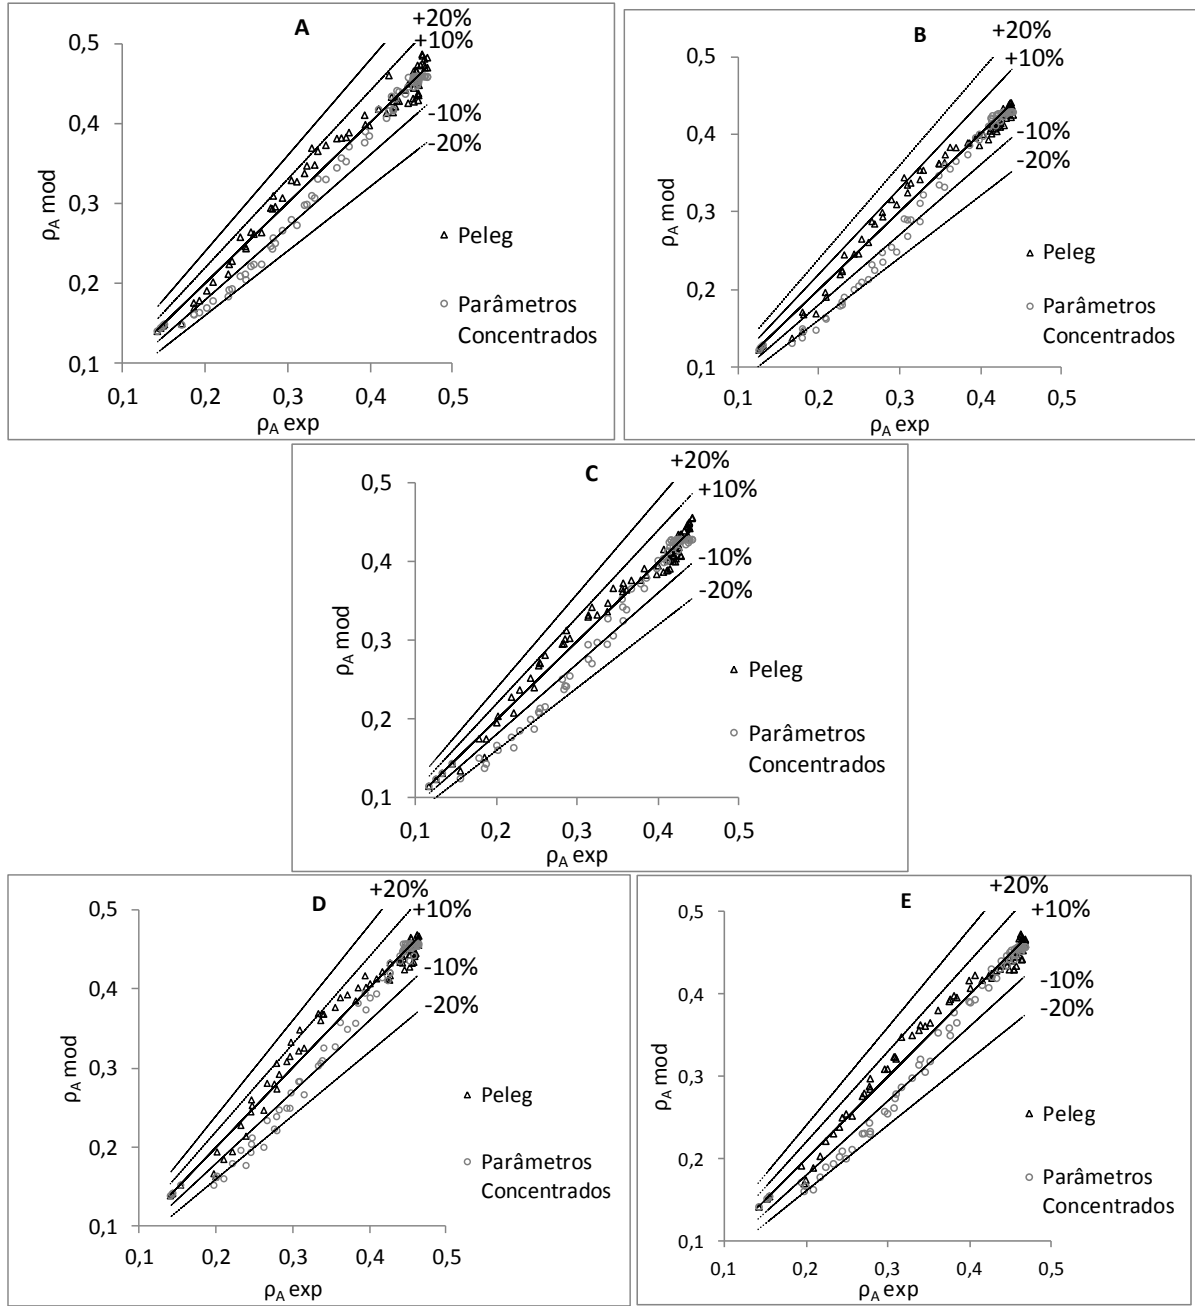 A
+20%
+10%
0,5
0,4
-10%
-20%
ρA mod
0,3
0,2
0,1
Peleg
Parâmetros
Concentrados
0,1 0,2 0,3 0,4 0,5
ρA exp
B
+20%
+10%
0,5
0,4
-10%
-20%
ρA mod
0,3
0,2
0,1
Peleg
Parâmetros
Concentrados
0,1 0,2 0,3 0,4 0,5
ρA exp
C
+20%
+10%
0,5
0,4
-10%
-20%
ρA mod
0,3
0,2
0,1
Peleg
Parâmetros
Concentrados
0,1 0,2 0,3 0,4 0,5
ρA exp
D
+20%
+10%
0,5
0,4
-10%
-20%
ρA mod
0,3
0,2
0,1
Peleg
Parâmetros
Concentrados
0,1 0,2 0,3 0,4 0,5
ρA exp
E
+20%
+10%
0,5
0,4
-10%
-20%
ρA mod
0,3
0,2
0,1
Peleg
Parâmetros
Concentrados
0,1 0,2 0,3 0,4 0,5
ρA exp